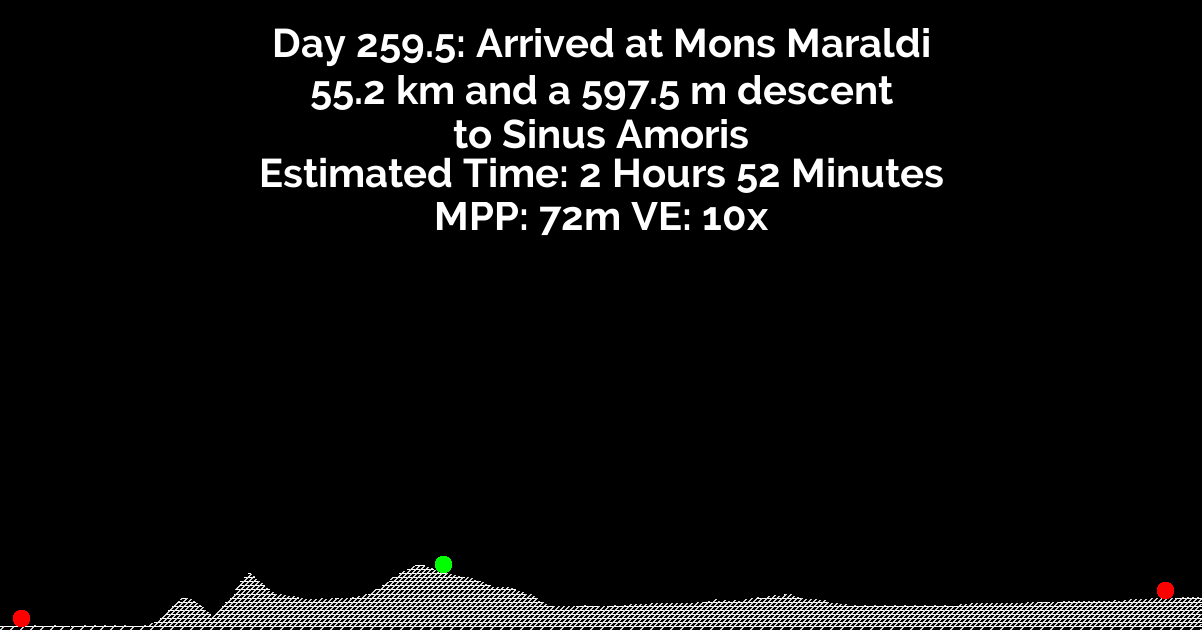 Day 259.5: Arrived at Mons Maraldi
55.2 km and a 597.5 m descent
to Sinus Amoris
Estimated Time: 2 Hours 52 Minutes
MPP: 72m VE: 10x